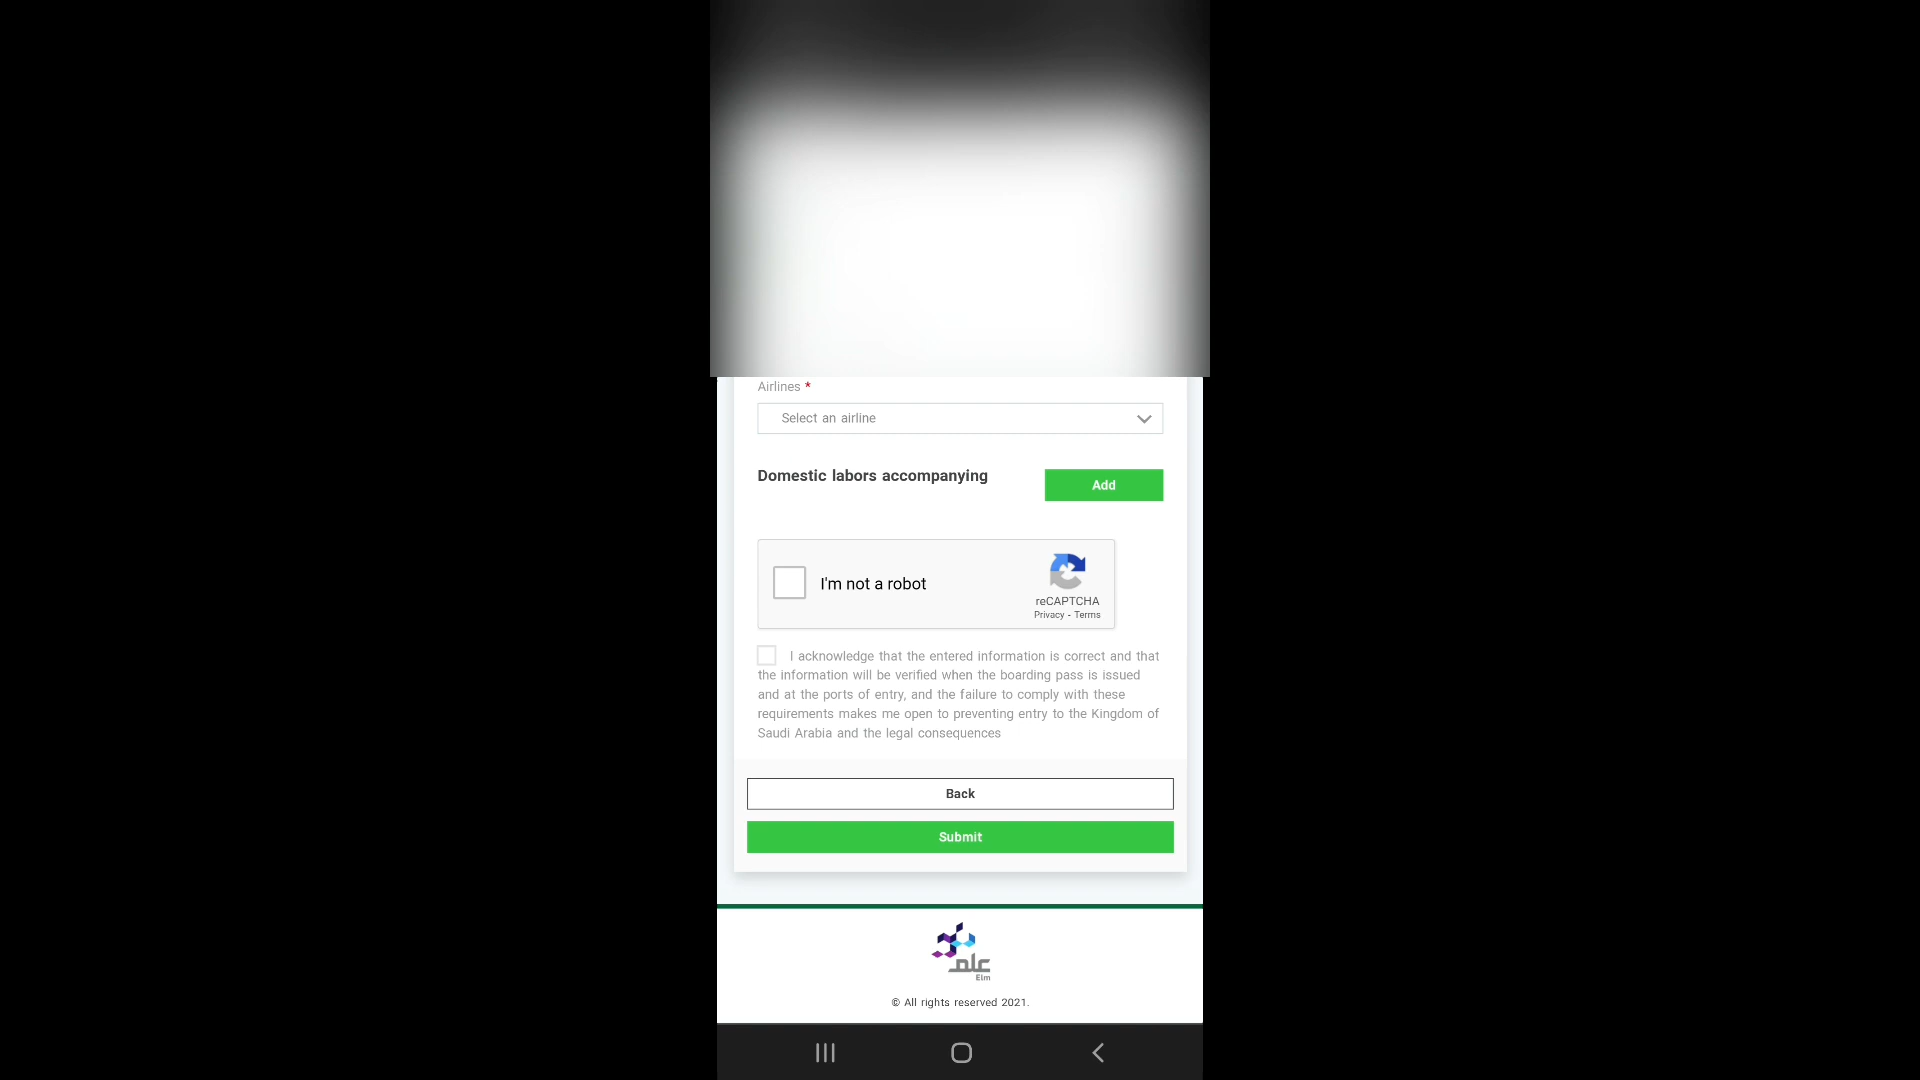 Airlines *
Select an airline
Domestic labors accompanying
Add
I'm not a robot
reCAPTCHA
Privacy - Terms
I acknowledge that the entered information is correct and that
the information will be verified when the boarding pass is issued
and at the ports of entry, and the failure to comply with these
requirements makes me open to preventing entry to the Kingdom of
Saudi Arabia and the legal consequences
Back
Submit
علم
Elm
© All rights reserved 2021.